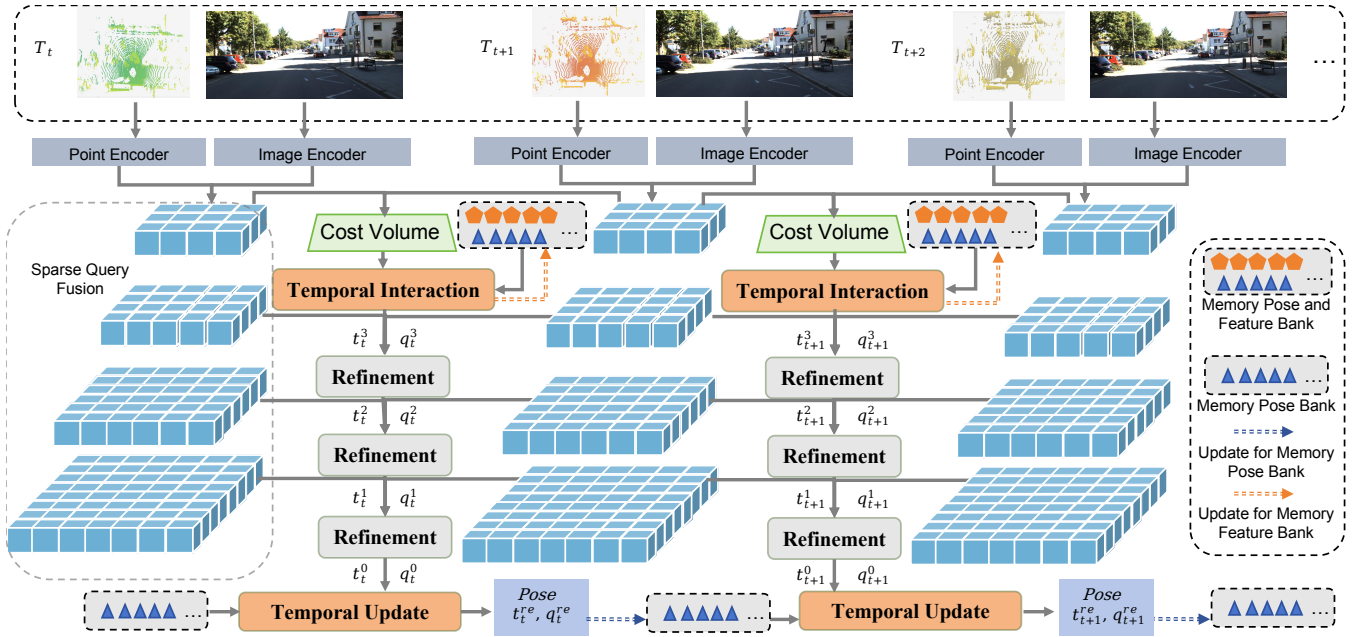 T_t
T_{t+1}
T_{t+2}
...
Point Encoder
Image Encoder
Point Encoder
Image Encoder
Point Encoder
Image Encoder
Cost Volume
...
Cost Volume
...
Sparse Query
Fusion
Temporal Interaction
Temporal Interaction
...
Memory Pose and
Feature Bank
t_t^3 q_t^3
t_{t+1}^3 q_{t+1}^3
Refinement
Refinement
...
Memory Pose Bank
t_t^2 q_t^2
t_{t+1}^2 q_{t+1}^2
Refinement
Refinement
Update for Memory
Pose Bank
t_t^1 q_t^1
t_{t+1}^1 q_{t+1}^1
Refinement
Refinement
Update for Memory
Feature Bank
t_t^0 q_t^0
t_{t+1}^0 q_{t+1}^0
...
Temporal Update
Pose
t_t^{re}, q_t^{re}
...
Temporal Update
Pose
t_{t+1}^{re}, q_{t+1}^{re}
...